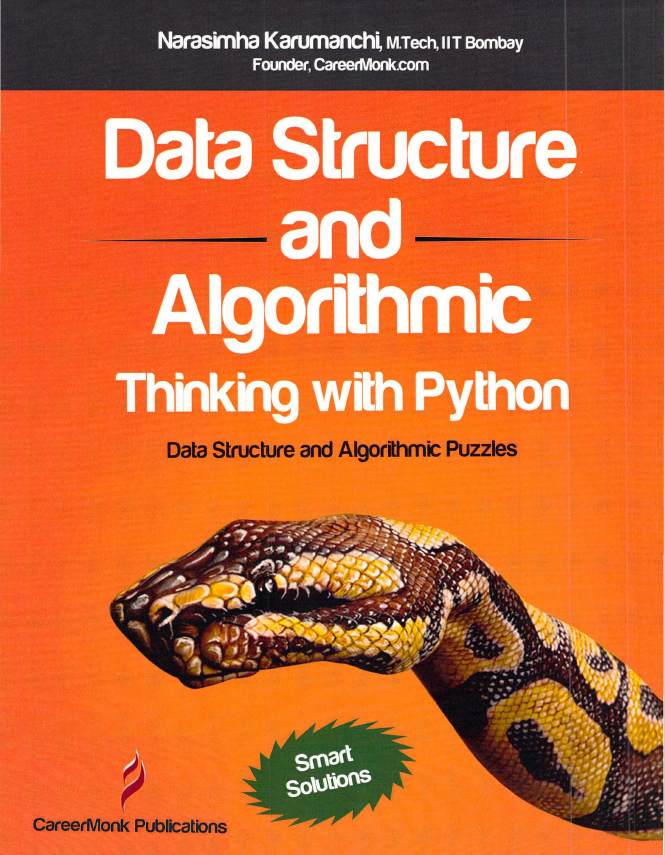 Narasimha Karumanchi, M.Tech, IIT Bombay
Founder, CareerMonk.com
Data Structure
and
Algorithmic
Thinking with Python
Data Structure and Algorithmic Puzzles
Smart
Solutions
CareerMonk Publications